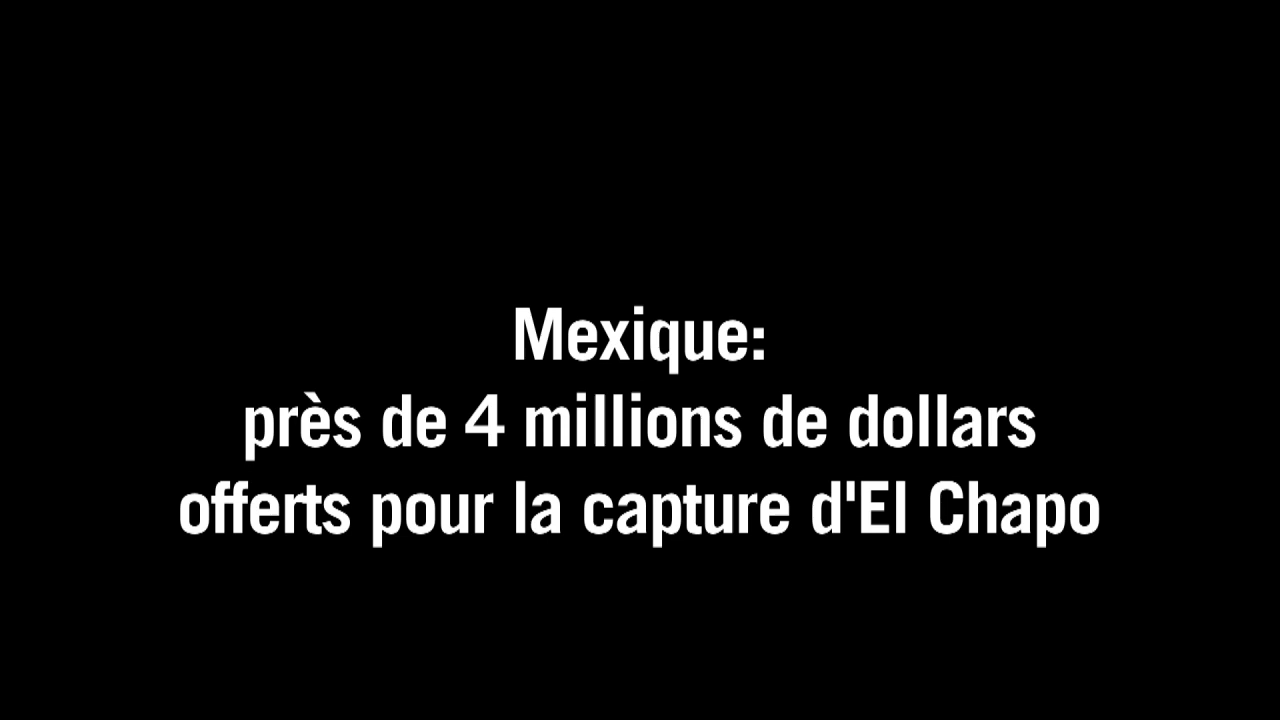 Mexique:
près de 4 millions de dollars
offerts pour la capture d'El Chapo